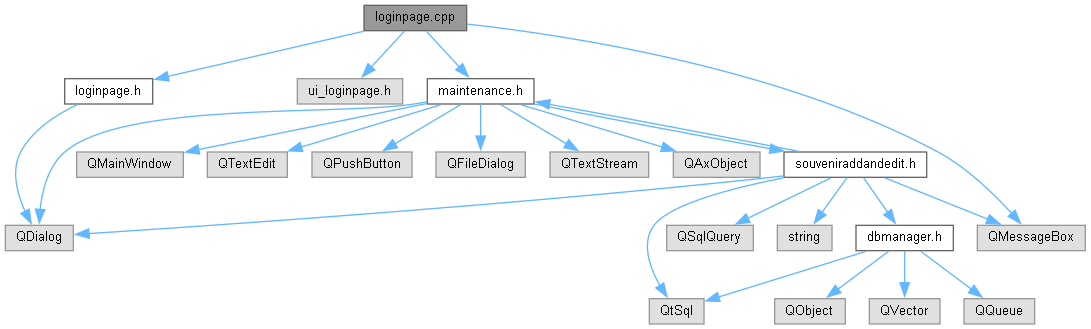 loginpage.cpp
loginpage.h
ui_loginpage.h
maintenance.h
QMainWindow
QTextEdit
QPushButton
QFileDialog
QTextStream
QAxObject
souveniraddandedit.h
QDialog
QSqlQuery
string
dbmanager.h
QMessageBox
QtSql
QObject
QVector
QQueue